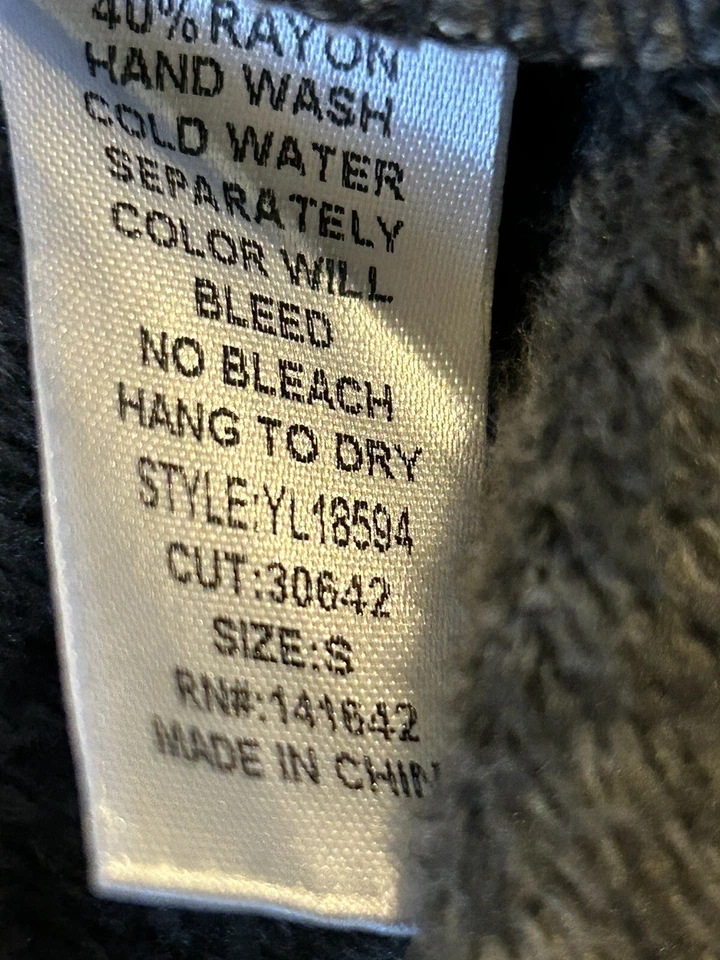 40% RAYON
HAND WASH
COLD WATER
SEPARATELY
COLOR WILL
BLEED
NO BLEACH
HANG TO DRY
STYLE:YL18594
CUT:30642
SIZE:S
RN#:141642
MADE IN CHIN